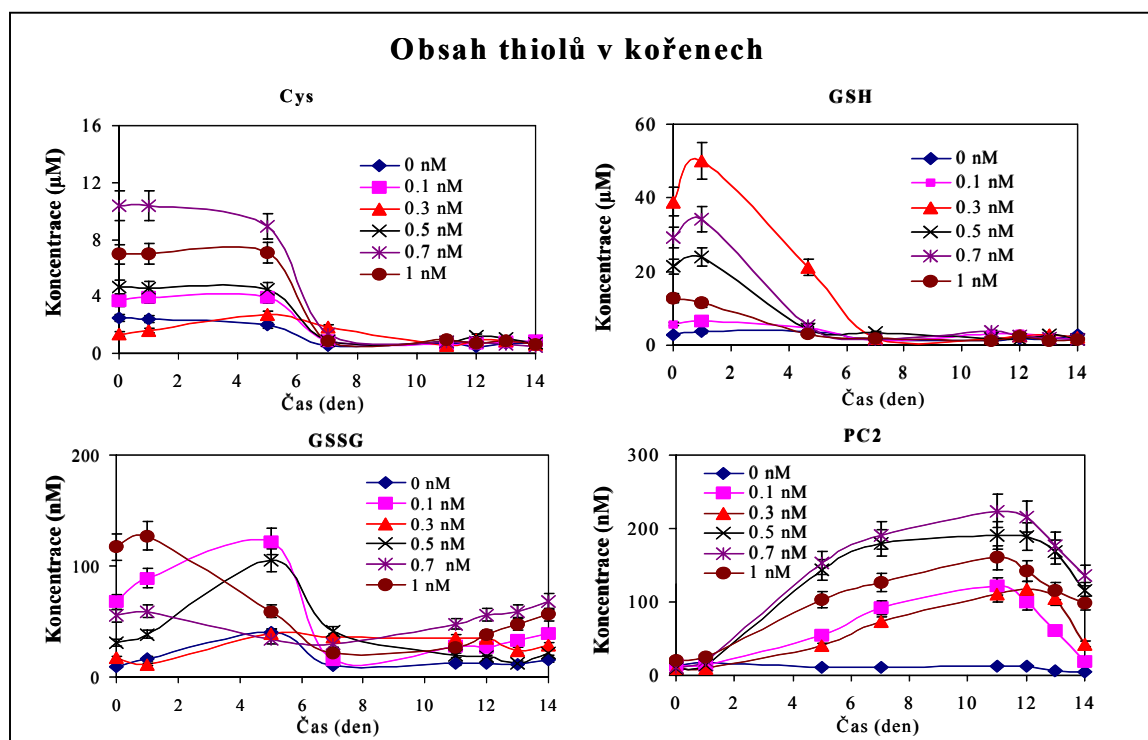 Obsah thiolů v kořenech
Cys
Koncentrace (µM)
16
12
8
4
0
0 nM
0.1 nM
0.3 nM
0.5 nM
0.7 nM
1 nM
0 2 4 6 8 10 12 14
Čas (den)
GSH
Koncentrace (µM)
60
40
20
0
0 nM
0.1 nM
0.3 nM
0.5 nM
0.7 nM
1 nM
0 2 4 6 8 10 12 14
Čas (den)
GSSG
Koncentrace (nM)
200
100
0
0 nM
0.1 nM
0.3 nM
0.5 nM
0.7 nM
1 nM
0 2 4 6 8 10 12 14
Čas (den)
PC2
Koncentrace (nM)
300
200
100
0
0 nM
0.1 nM
0.3 nM
0.5 nM
0.7 nM
1 nM
0 2 4 6 8 10 12 14
Čas (den)